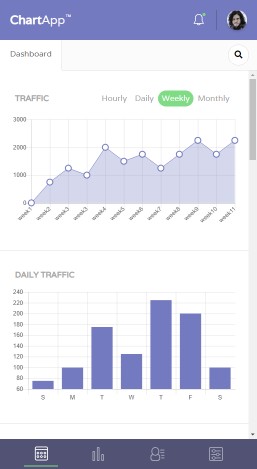 ChartApp™
Dashboard
TRAFFIC Hourly Daily Weekly Monthly
3000
2000
1000
0
week1 week2 week3 week3 week4 week5 week6 week7 week8 week9 week10 week11
DAILY TRAFFIC
240
220
200
180
160
140
120
100
80
60
S M T W T F S